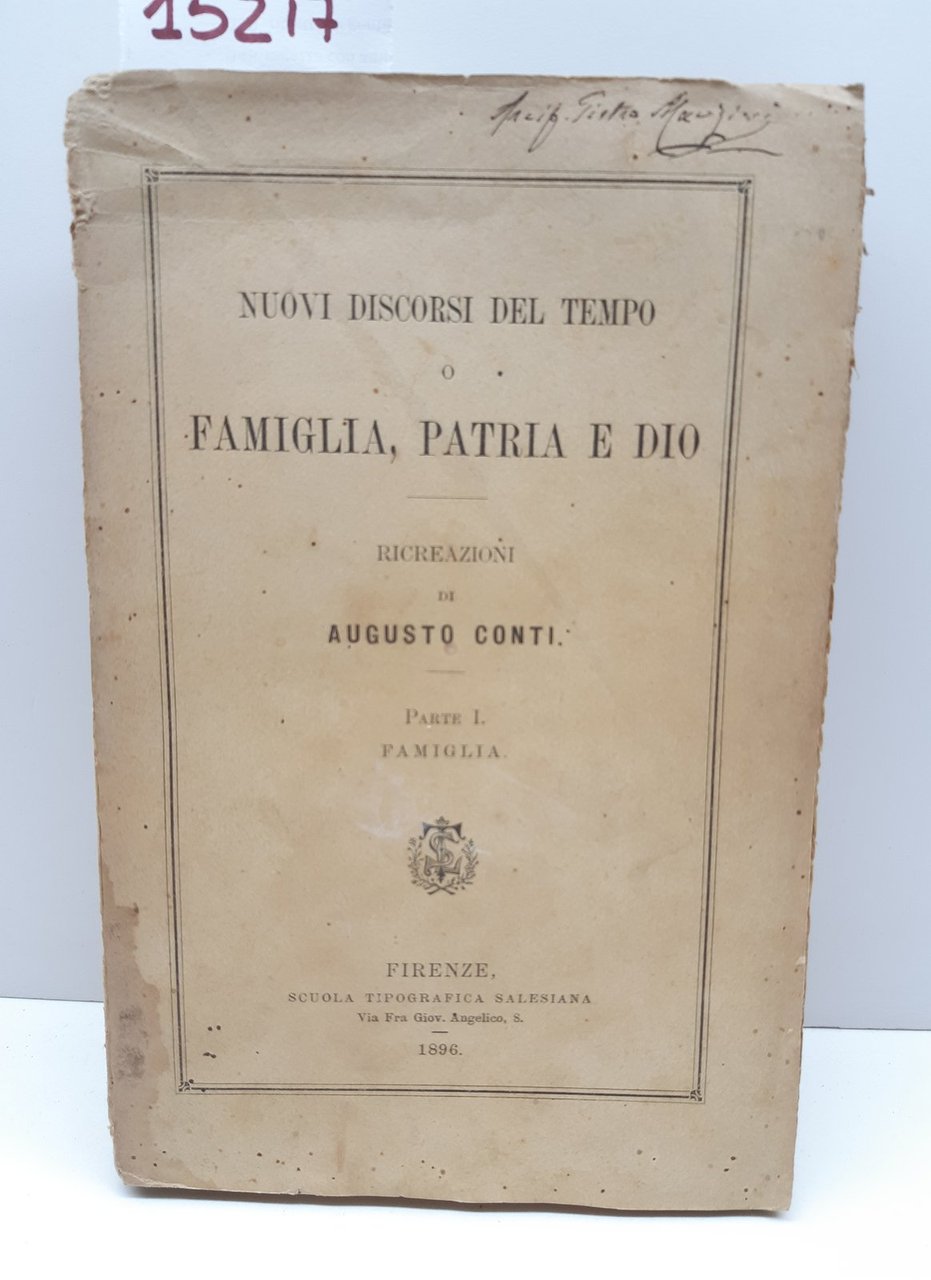 15217
Pietro
NUOVI DISCORSI DEL TEMPO
O
FAMIGLIA, PATRIA E DIO
RICREAZIONI
DI
AUGUSTO CONTI.
PARTE I.
FAMIGLIA.
FIRENZE,
SCUOLA TIPOGRAFICA SALESIANA
Via Fra Giov. Angelico, 8.
1896.